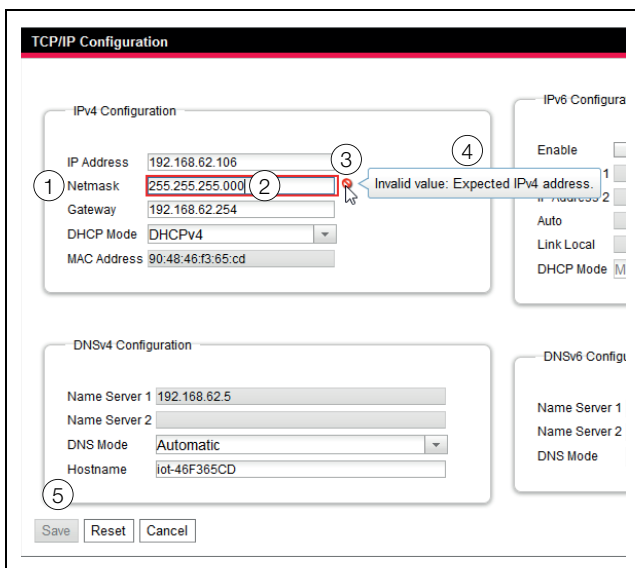 TCP/IP Configuration
IPv4 Configuration
IP Address 192.168.62.106
3
1 Netmask 255.255.255.000 2
4
Invalid value: Expected IPv4 address.
Gateway 192.168.62.254
DHCP Mode DHCPv4
MAC Address 90:48:46:f3:65:cd
IPv6 Configura
Enable
1
IP Address 2
Auto
Link Local
DHCP Mode M
DNSv4 Configuration
Name Server 1 192.168.62.5
Name Server 2
DNS Mode Automatic
Hostname iot-46F365CD
DNSv6 Configu
Name Server 1
Name Server 2
DNS Mode
5
Save Reset Cancel